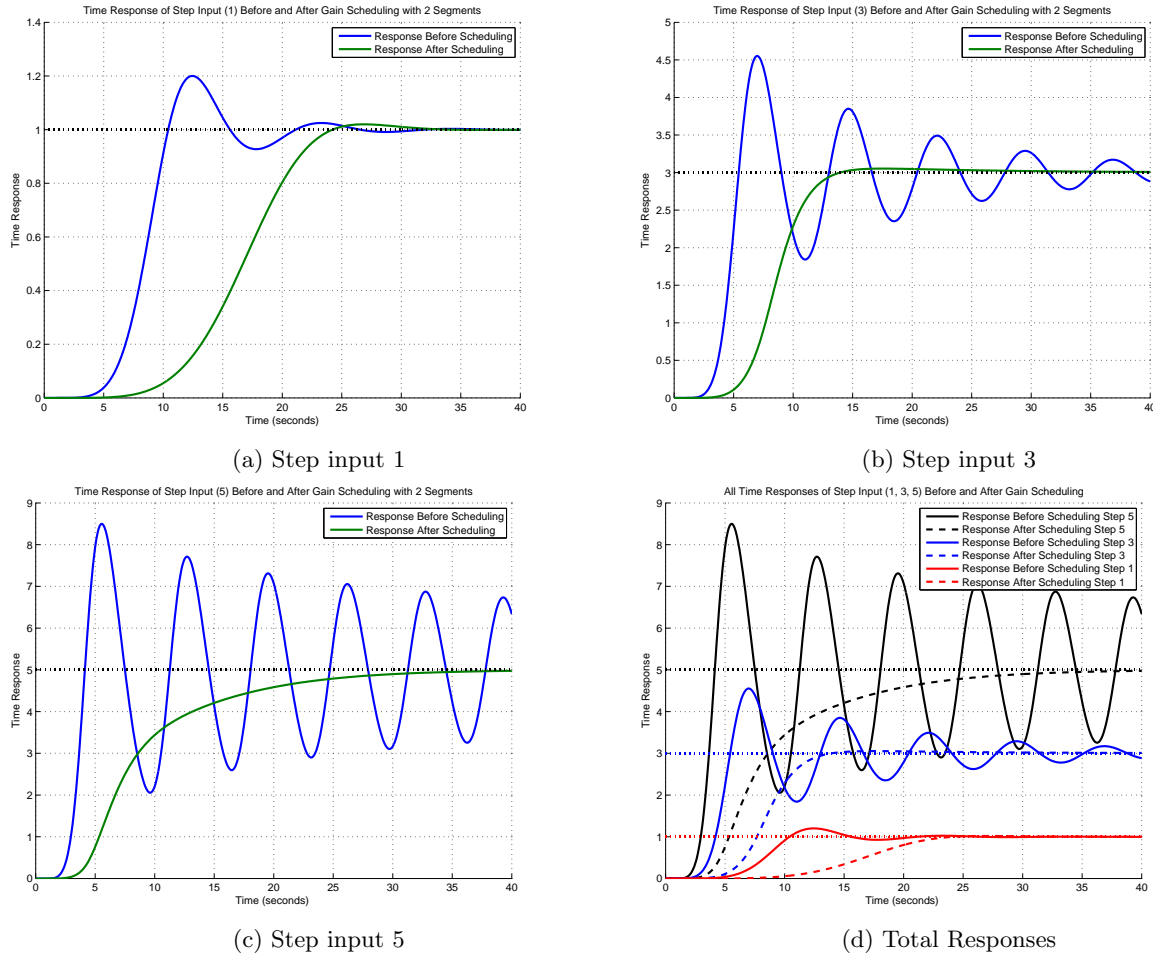 Time Response of Step Input (1) Before and After Gain Scheduling with 2 Segments
1.4
1.2
1
0.8
0.6
0.4
0.2
0
Time Response
Response Before Scheduling
Response After Scheduling
0 5 10 15 20 25 30 35 40
Time (seconds)
(a) Step input 1
Time Response of Step Input (3) Before and After Gain Scheduling with 2 Segments
5
4.5
4
3.5
3
2.5
2
1.5
1
0.5
0
Time Response
Response Before Scheduling
Response After Scheduling
0 5 10 15 20 25 30 35 40
Time (seconds)
(b) Step input 3
Time Response of Step Input (5) Before and After Gain Scheduling with 2 Segments
9
8
7
6
5
4
3
2
1
0
Time Response
Response Before Scheduling
Response After Scheduling
0 5 10 15 20 25 30 35 40
Time (seconds)
(c) Step input 5
All Time Responses of Step Input (1, 3, 5) Before and After Gain Scheduling
9
8
7
6
5
4
3
2
1
0
Time Response
Response Before Scheduling Step 5
Response After Scheduling Step 5
Response Before Scheduling Step 3
Response After Scheduling Step 3
Response Before Scheduling Step 1
Response After Scheduling Step 1
0 5 10 15 20 25 30 35 40
Time (seconds)
(d) Total Responses